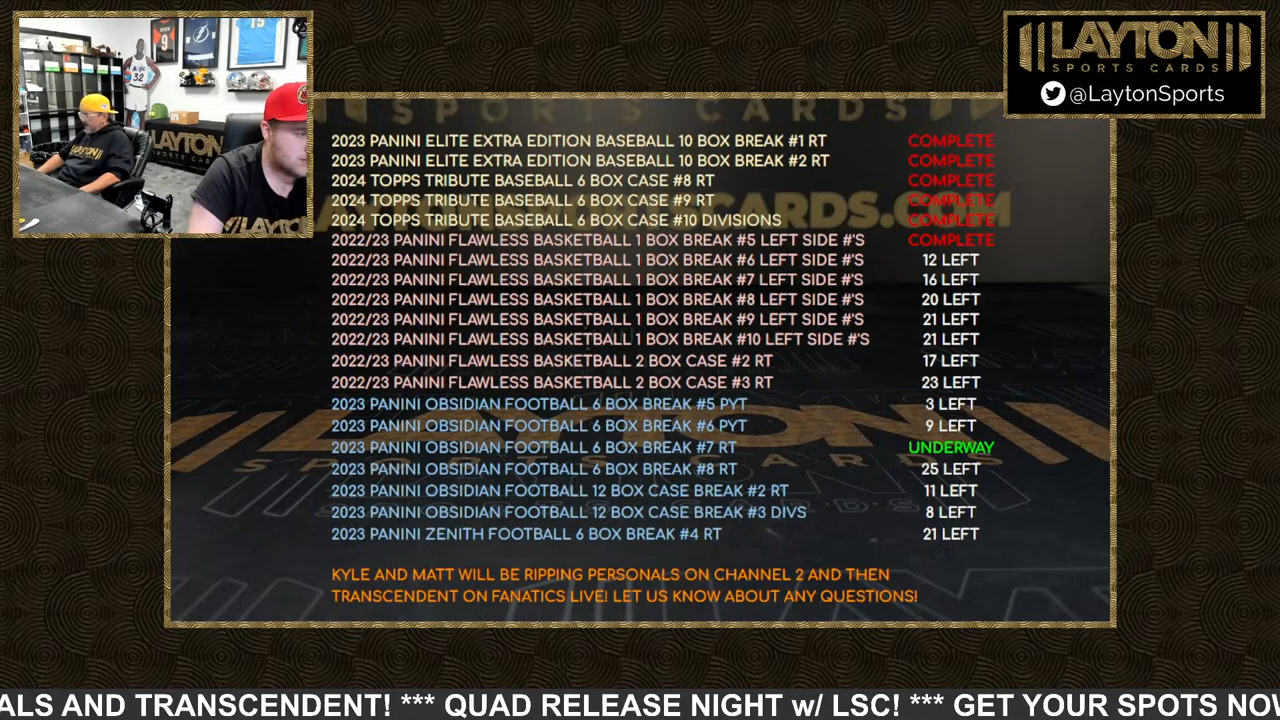 LAYTON
SPORTS CARDS
@LaytonSports
SPORTS CARDS
2023 PANINI ELITE EXTRA EDITION BASEBALL 10 BOX BREAK #1 RT COMPLETE
2023 PANINI ELITE EXTRA EDITION BASEBALL 10 BOX BREAK #2 RT COMPLETE
2024 TOPPS TRIBUTE BASEBALL 6 BOX CASE #8 RT COMPLETE
2024 TOPPS TRIBUTE BASEBALL 6 BOX CASE #9 RT COMPLETE
2024 TOPPS TRIBUTE BASEBALL 6 BOX CASE #10 DIVISIONS COMPLETE
2022/23 PANINI FLAWLESS BASKETBALL 1 BOX BREAK #5 LEFT SIDE #'S COMPLETE
2022/23 PANINI FLAWLESS BASKETBALL 1 BOX BREAK #6 LEFT SIDE #'S 12 LEFT
2022/23 PANINI FLAWLESS BASKETBALL 1 BOX BREAK #7 LEFT SIDE #'S 16 LEFT
2022/23 PANINI FLAWLESS BASKETBALL 1 BOX BREAK #8 LEFT SIDE #'S 20 LEFT
2022/23 PANINI FLAWLESS BASKETBALL 1 BOX BREAK #9 LEFT SIDE #'S 21 LEFT
2022/23 PANINI FLAWLESS BASKETBALL 1 BOX BREAK #10 LEFT SIDE #'S 21 LEFT
2022/23 PANINI FLAWLESS BASKETBALL 2 BOX CASE #2 RT 17 LEFT
2022/23 PANINI FLAWLESS BASKETBALL 2 BOX CASE #3 RT 23 LEFT
2023 PANINI OBSIDIAN FOOTBALL 6 BOX BREAK #5 PYT 3 LEFT
2023 PANINI OBSIDIAN FOOTBALL 6 BOX BREAK #6 PYT 9 LEFT
2023 PANINI OBSIDIAN FOOTBALL 6 BOX BREAK #7 RT UNDERWAY
2023 PANINI OBSIDIAN FOOTBALL 6 BOX BREAK #8 RT 25 LEFT
2023 PANINI OBSIDIAN FOOTBALL 12 BOX CASE BREAK #2 RT 11 LEFT
2023 PANINI OBSIDIAN FOOTBALL 12 BOX CASE BREAK #3 DIVS 8 LEFT
2023 PANINI ZENITH FOOTBALL 6 BOX BREAK #4 RT 21 LEFT
KYLE AND MATT WILL BE RIPPING PERSONALS ON CHANNEL 2 AND THEN
TRANSCENDENT ON FANATICS LIVE! LET US KNOW ABOUT ANY QUESTIONS!
ALS AND TRANSCENDENT! *** QUAD RELEASE NIGHT w/ LSC! *** GET YOUR SPOTS NOW